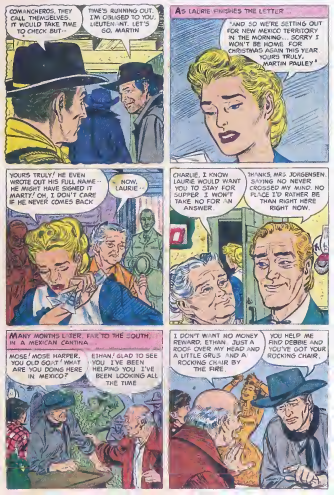 COMANCHEROS, THEY
CALL THEMSELVES.
IT WOULD TAKE TIME
TO CHECK BUT--
TIME'S RUNNING OUT.
I'M OBLIGED TO YOU,
LIEUTENANT. LET'S
GO, MARTIN
AS LAURIE FINISHES THE LETTER...
"AND SO WE'RE SETTING OUT
FOR NEW MEXICO TERRITORY
IN THE MORNING... SORRY I
WON'T BE HOME FOR
CHRISTMAS AGAIN THIS YEAR
YOURS TRULY,
MARTIN PAULEY"
YOURS TRULY! HE EVEN
WROTE OUT HIS FULL NAME--
HE MIGHT HAVE SIGNED IT
MARTY! OH, I DON'T CARE
IF HE NEVER COMES BACK
NOW,
LAURIE--
CHARLIE, I KNOW
LAURIE WOULD WANT
YOU TO STAY FOR
SUPPER. I WON'T
TAKE NO FOR AN
ANSWER
THANKS, MRS JORGENSEN.
SAYING NO NEVER
CROSSED MY MIND. NO
PLACE I'D RATHER BE
THAN RIGHT HERE
RIGHT NOW.
MANY MONTHS LATER, FAR TO THE SOUTH,
IN A MEXICAN CANTINA...
MOSE! MOSE HARPER,
YOU OLD GOAT! WHAT
ARE YOU DOING HERE
IN MEXICO?
ETHAN! GLAD TO SEE
YOU I'VE BEEN
HELPING YOU I'VE
BEEN LOOKING ALL
THE TIME
I DON'T WANT NO MONEY
REWARD, ETHAN. JUST A
ROOF OVER MY HEAD AND
A LITTLE GRUB AND A
ROCKING CHAIR BY
THE FIRE
YOU HELP ME
FIND DEBBIE AND
YOU'VE GOT YOUR
ROCKING CHAIR,